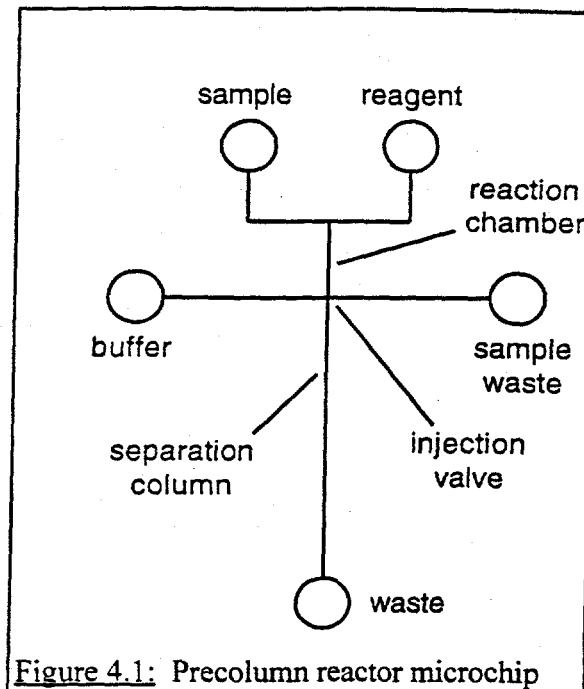 sample reagent
reaction
chamber
buffer
sample
waste
separation
column
injection
valve
waste
Figure 4.1: Precolumn reactor microchip